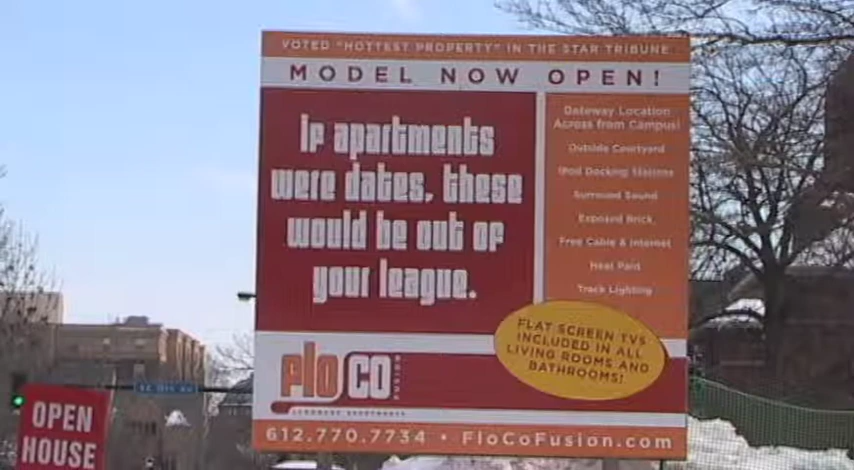 VOTED "HOTTEST PROPERTY" IN THE STAR TRIBUNE
MODEL NOW OPEN!
if apartments
were dates, these
would be out of
your league.
Gateway Location
Across from Campus!
Outside Courtyard
iPod Docking Stations
Surround Sound
Exposed Brick
Free Cable & Internet
Heat Paid
Track Lighting
FLAT SCREEN TVS
INCLUDED IN ALL
LIVING ROOMS AND
BATHROOMS!
FloCO
FUSION
612.770.7734 • FloCoFusion.com
OPEN
HOUSE